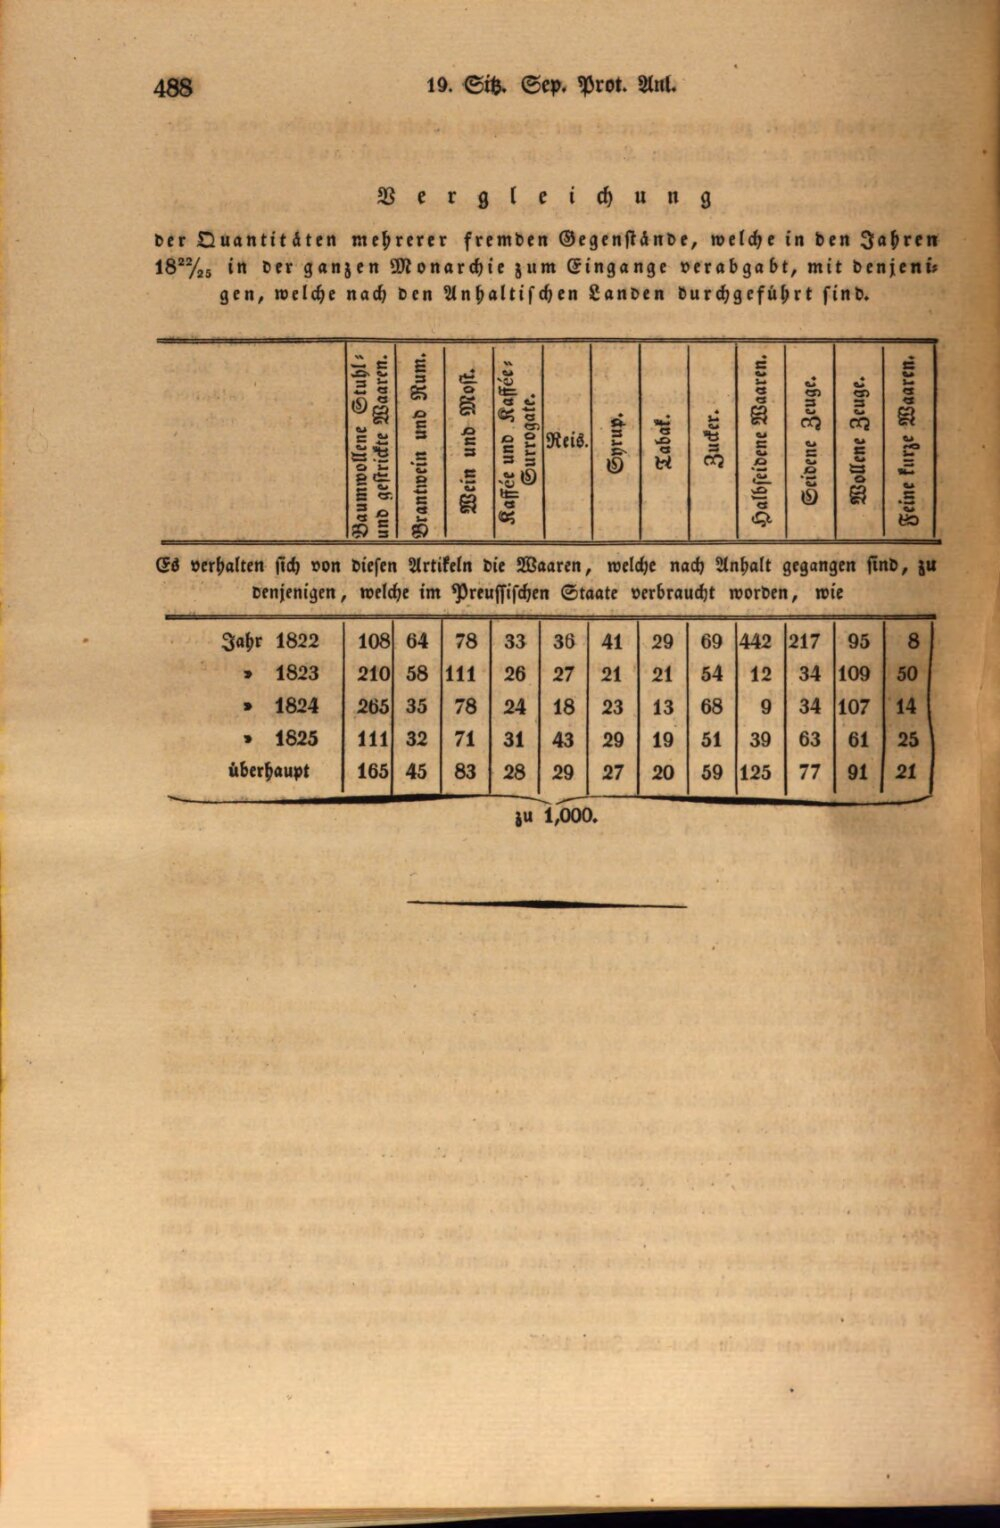 488
19. Sitz. Sep. Prot. Anl.
Vergleichung
der Quantitäten mehrerer fremden Gegenstände, welche in den Jahren
18²²/₂₅ in der ganzen Monarchie zum Eingange verabgabt, mit denjeni-
gen, welche nach den Anhaltischen Landen durchgeführt sind.
Baumwollene Stuhl-
und gestrickte Waaren.
Brantwein und Rum.
Wein und Most.
Kaffée und Kaffée-
Surrogate.
Reis.
Syrup.
Tabak.
Zucker.
Halbseidene Waaren.
Seidene Zeuge.
Wollene Zeuge.
Feine kurze Waaren.
Es verhalten sich von diesen Artikeln die Waaren, welche nach Anhalt gegangen sind, zu
denjenigen, welche im Preussischen Staate verbraucht worden, wie
Jahr 1822 108 64 78 33 36 41 29 69 442 217 95 8
» 1823 210 58 111 26 27 21 21 54 12 34 109 50
» 1824 265 35 78 24 18 23 13 68 9 34 107 14
» 1825 111 32 71 31 43 29 19 51 39 63 61 25
überhaupt 165 45 83 28 29 27 20 59 125 77 91 21
zu 1,000.